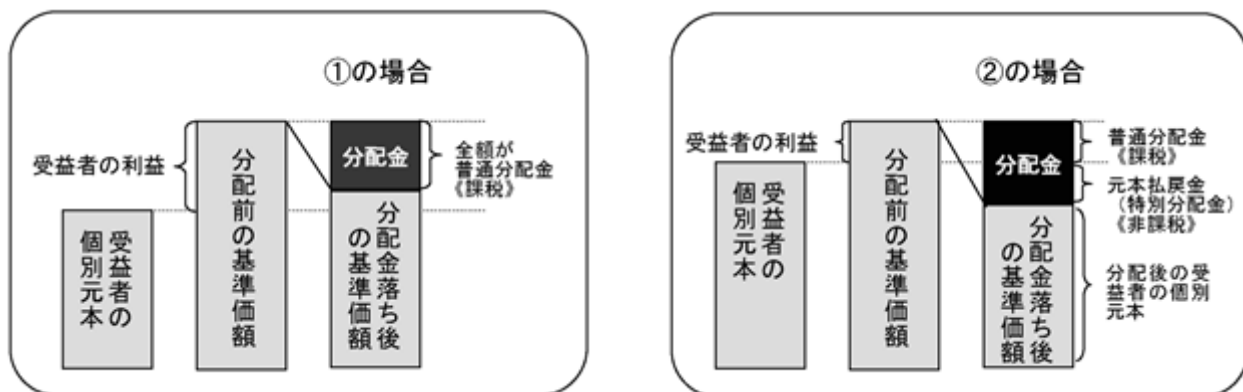 ①の場合
受益者の利益
受益者の
個別元本
分配前の基準価額
分配金
分配金落ち後
の基準価額
全額が
普通分配金
《課税》
②の場合
受益者の利益
受益者の
個別元本
分配前の基準価額
分配金
分配金落ち後
の基準価額
普通分配金
《課税》
元本払戻金
(特別分配金)
《非課税》
分配後の受
益者の個別
元本